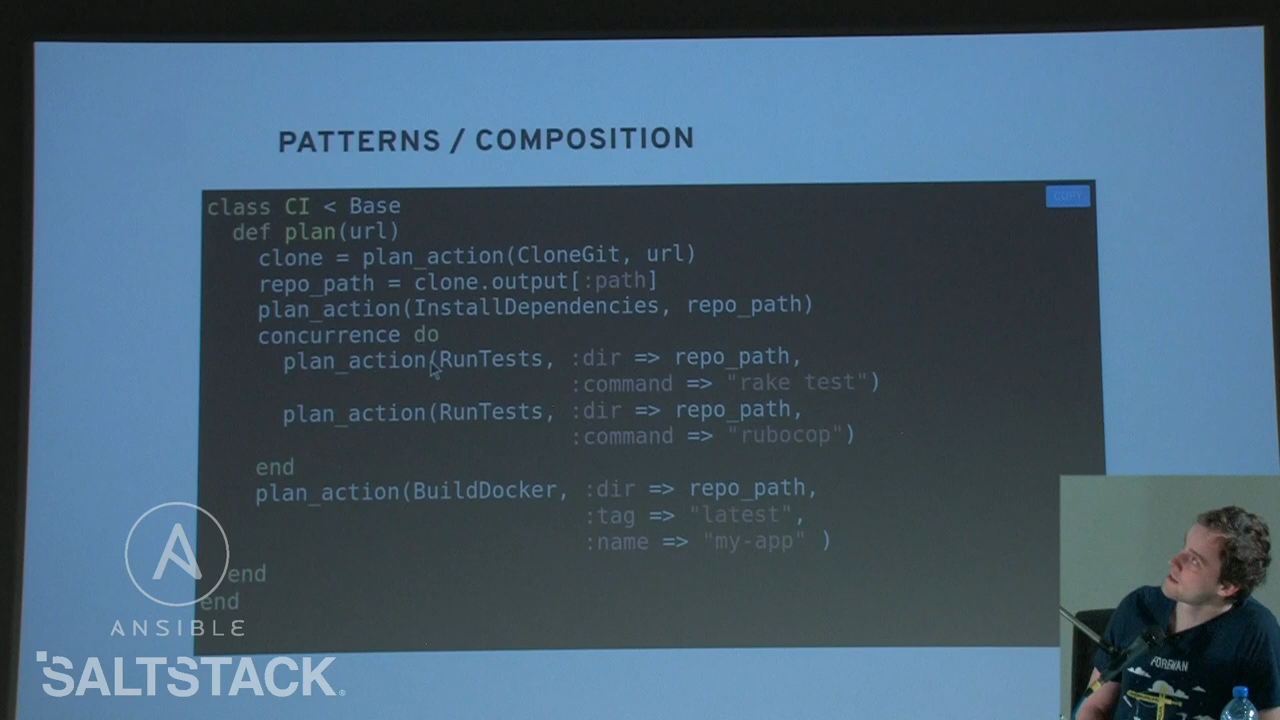 PATTERNS / COMPOSITION
COPY
class CI < Base
def plan(url)
clone = plan_action(CloneGit, url)
repo_path = clone.output[:path]
plan_action(InstallDependencies, repo_path)
concurrence do
plan_action(RunTests, :dir => repo_path,
:command => "rake test")
plan_action(RunTests, :dir => repo_path,
:command => "rubocop")
end
plan_action(BuildDocker, :dir => repo_path,
:tag => "latest",
:name => "my-app" )
end
end
ANSIBLE
SALTSTACK
FOREMAN